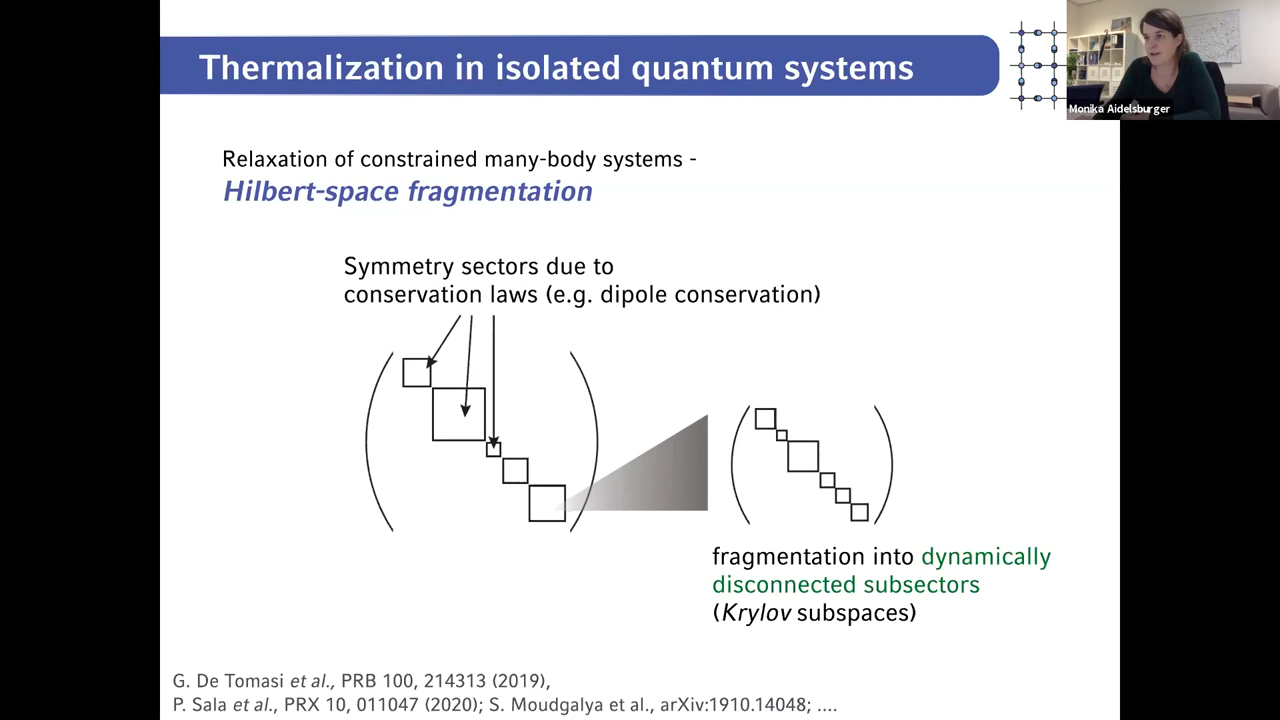 Thermalization in isolated quantum systems
Monika Aidelsburger
Relaxation of constrained many-body systems -
Hilbert-space fragmentation
Symmetry sectors due to
conservation laws (e.g. dipole conservation)
fragmentation into dynamically
disconnected subsectors
(Krylov subspaces)
G. De Tomasi et al., PRB 100, 214313 (2019),
P. Sala et al., PRX 10, 011047 (2020); S. Moudgalya et al., arXiv:1910.14048; ....